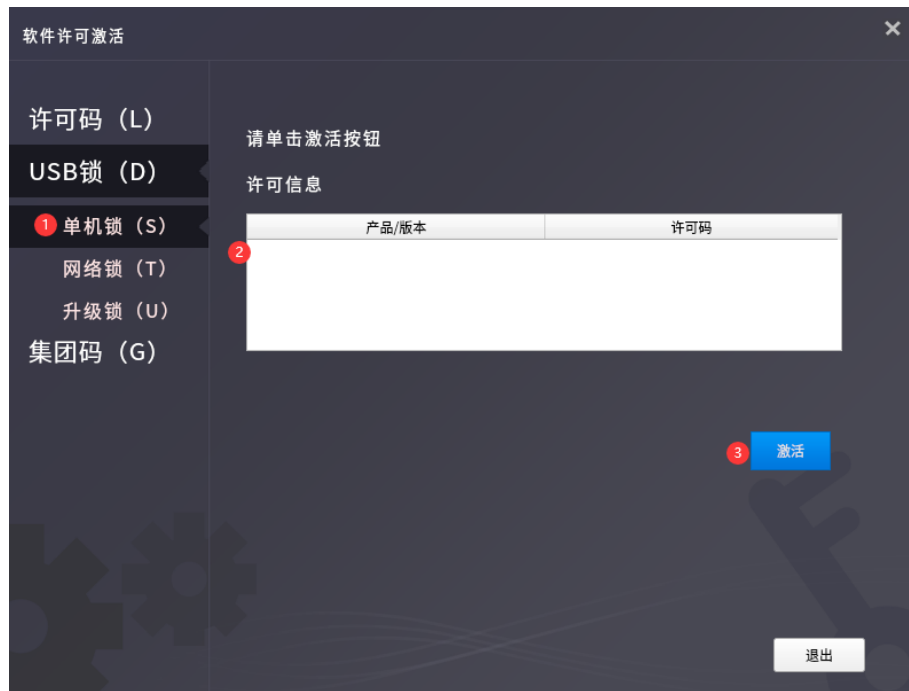 软件许可激活
许可码（L）
USB锁（D）
1 单机锁（S）
网络锁（T）
升级锁（U）
集团码（G）
请单击激活按钮
许可信息
产品/版本 许可码
2
3 激活
退出